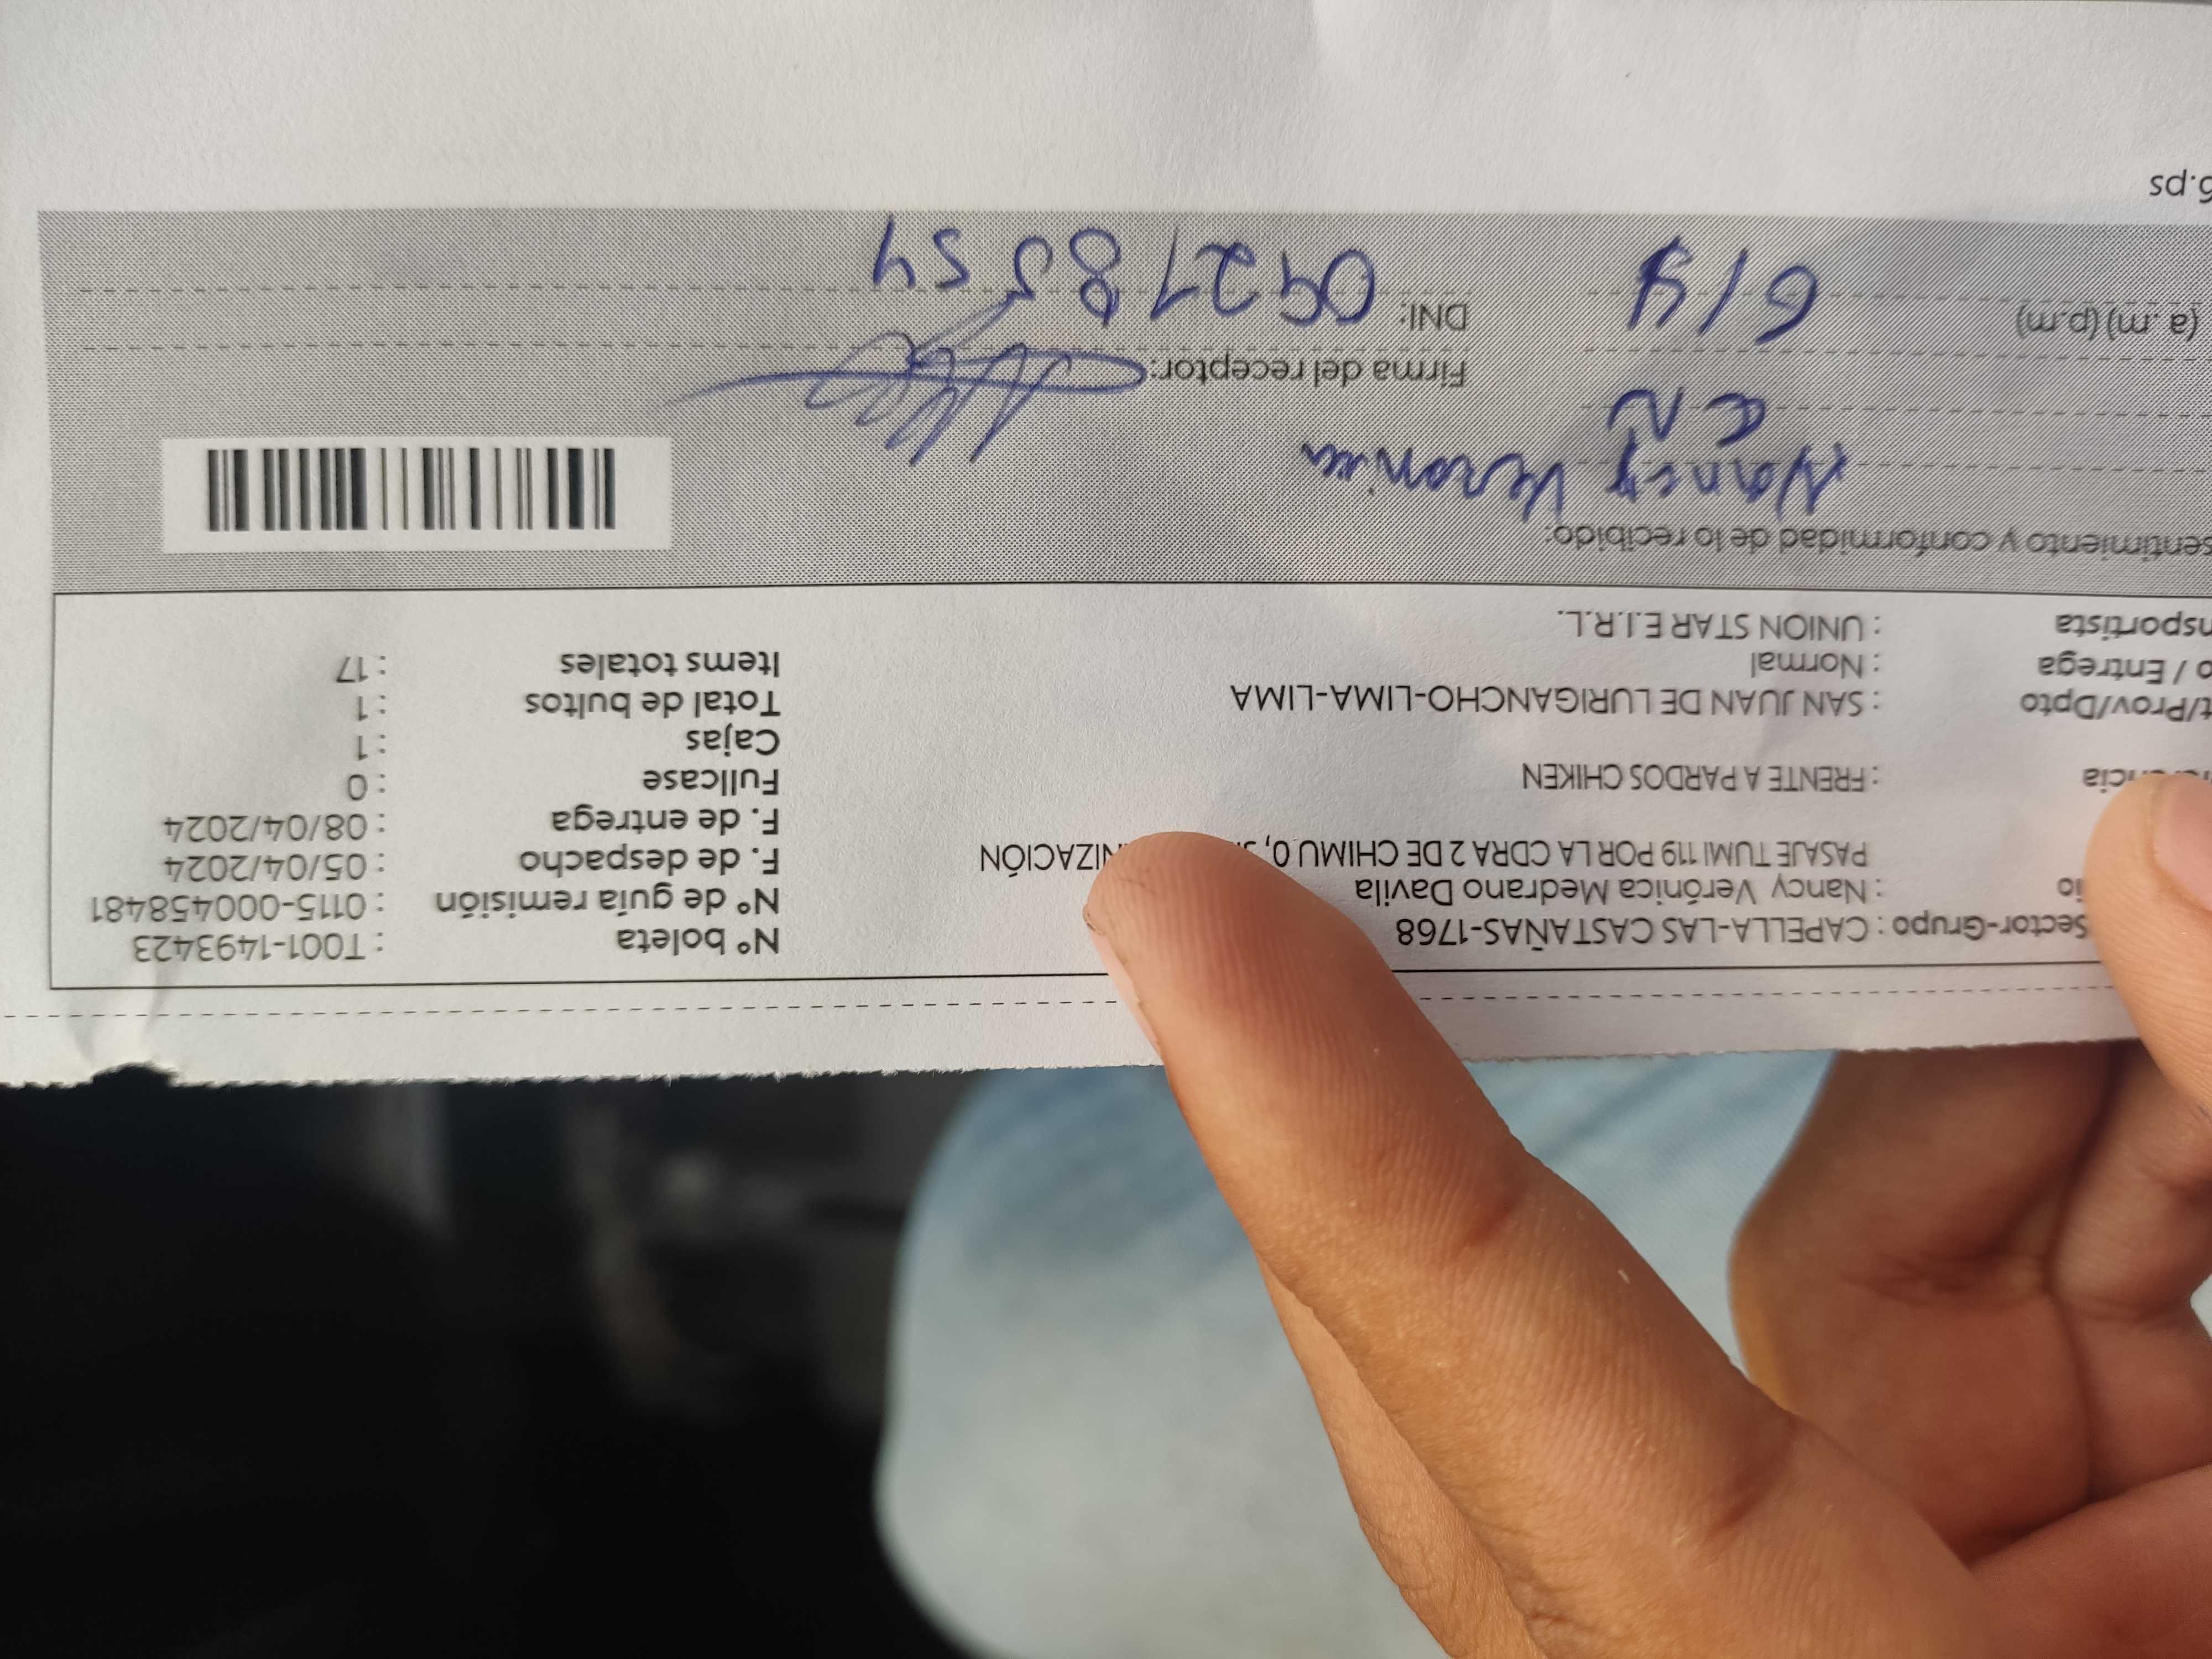 Sector-Grupo : CAPELLA-LAS CASTAÑAS-1768
io : Nancy Verónica Medrano Davila
PASAJE TUMI 119 POR LA CDRA 2 DE CHIMU 0, NIZACIÓN
cia : FRENTE A PARDOS CHIKEN
t/Prov/Dpto : SAN JUAN DE LURIGANCHO-LIMA-LIMA
o / Entrega : Normal
nsportista : UNION STAR E.I.R.L.
N° boleta : T001-1493423
N° de guía remisión : 0115-000458481
F. de despacho : 05/04/2024
F. de entrega : 08/04/2024
Fullcase : 0
Cajas : 1
Total de bultos : 1
Items totales : 17
sentimiento y conformidad de lo recibido:
Nancy Veronica
Firma del receptor:
(a .m) (p.m) 6/4
DNI:
6.ps